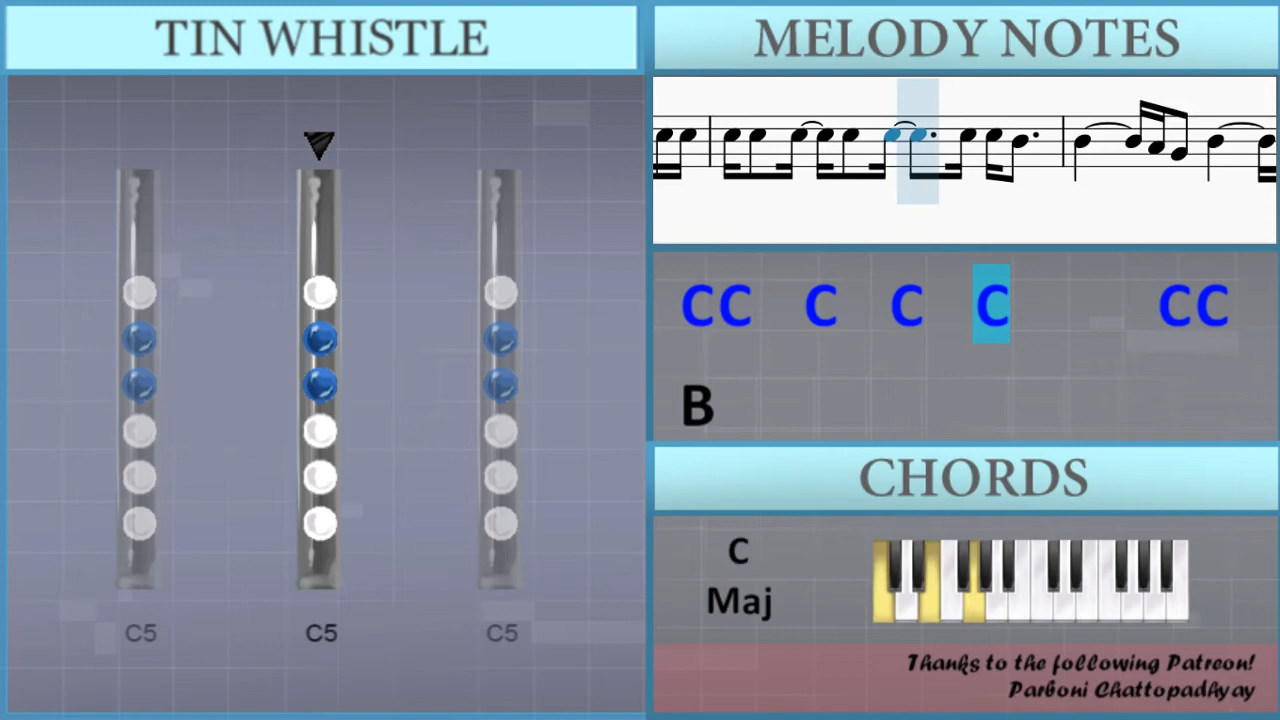 TIN WHISTLE
C5 C5 C5
MELODY NOTES
CC C C C CC
B
CHORDS
C
Maj
Thanks to the following Patreon!
Parboni Chattopadhyay